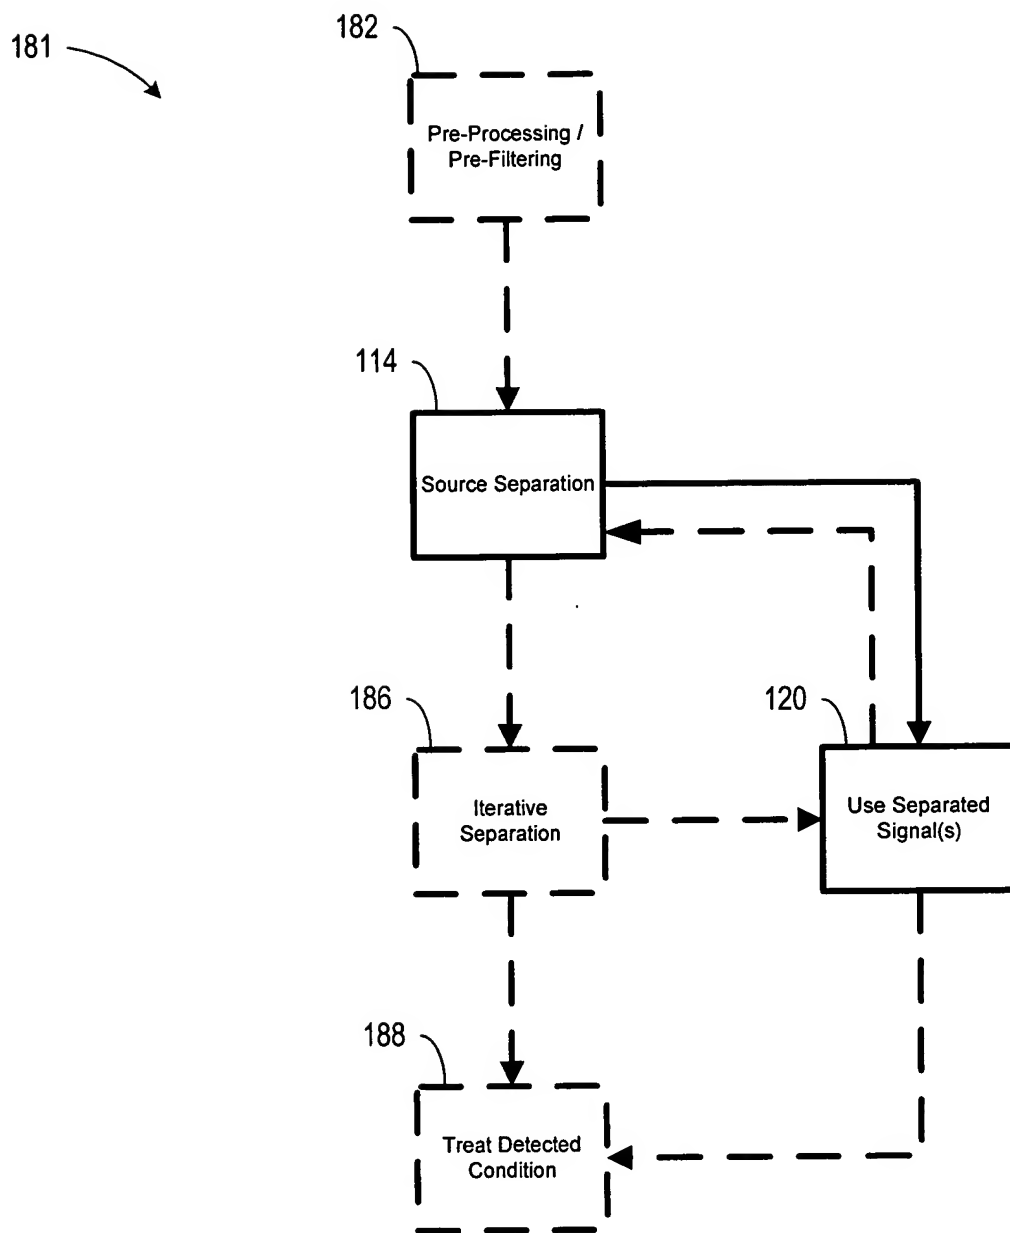 181
182
Pre-Processing /
Pre-Filtering
114
Source Separation
186
Iterative
Separation
120
Use Separated
Signal(s)
188
Treat Detected
Condition